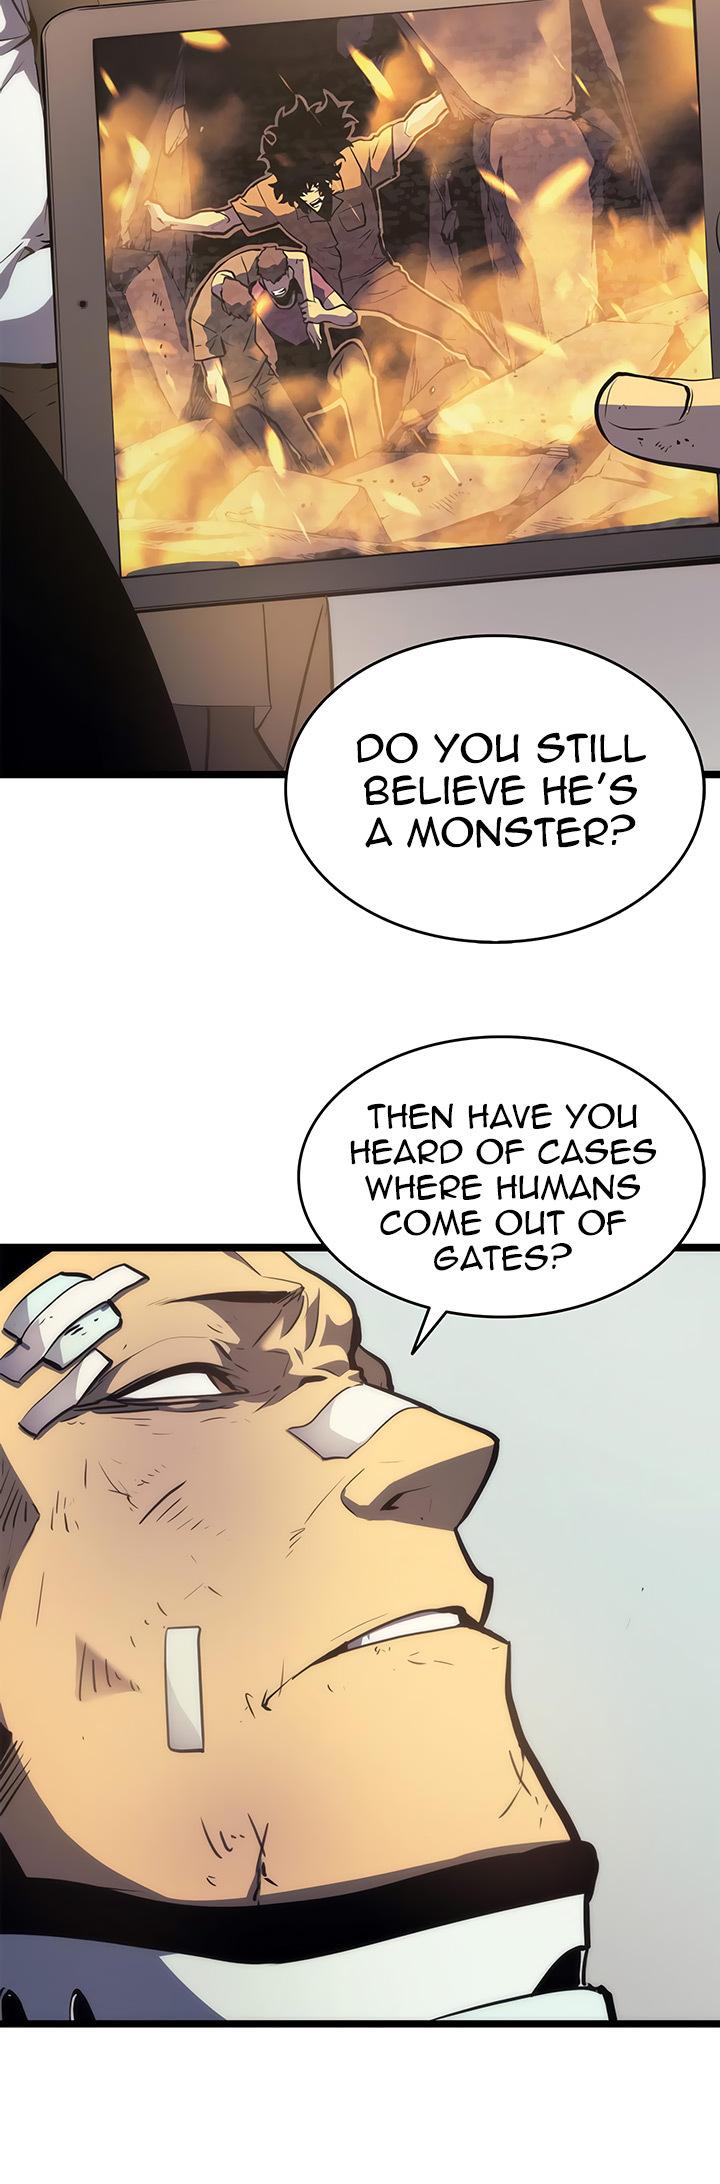 DO YOU STILL
BELIEVE HE'S
A MONSTER?
THEN HAVE YOU
HEARD OF CASES
WHERE HUMANS
COME OUT OF
GATES?